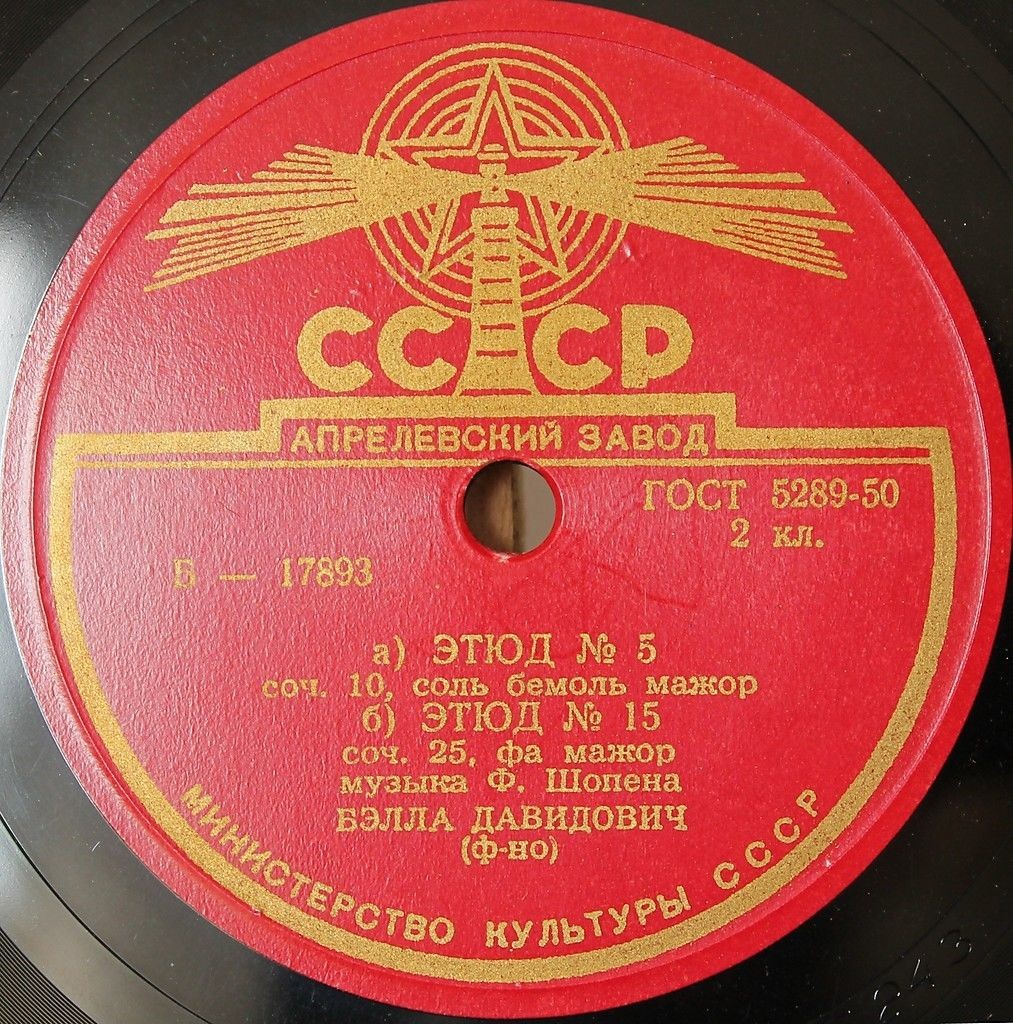 СССР
АПРЕЛЕВСКИЙ ЗАВОД
ГОСТ 5289-50
2 кл.
Б — 17893
а) ЭТЮД № 5
соч. 10, соль бемоль мажор
б) ЭТЮД № 15
соч. 25, фа мажор
музыка Ф. Шопена
БЭЛЛА ДАВИДОВИЧ
(ф-но)
МИНИСТЕРСТВО КУЛЬТУРЫ СССР
243